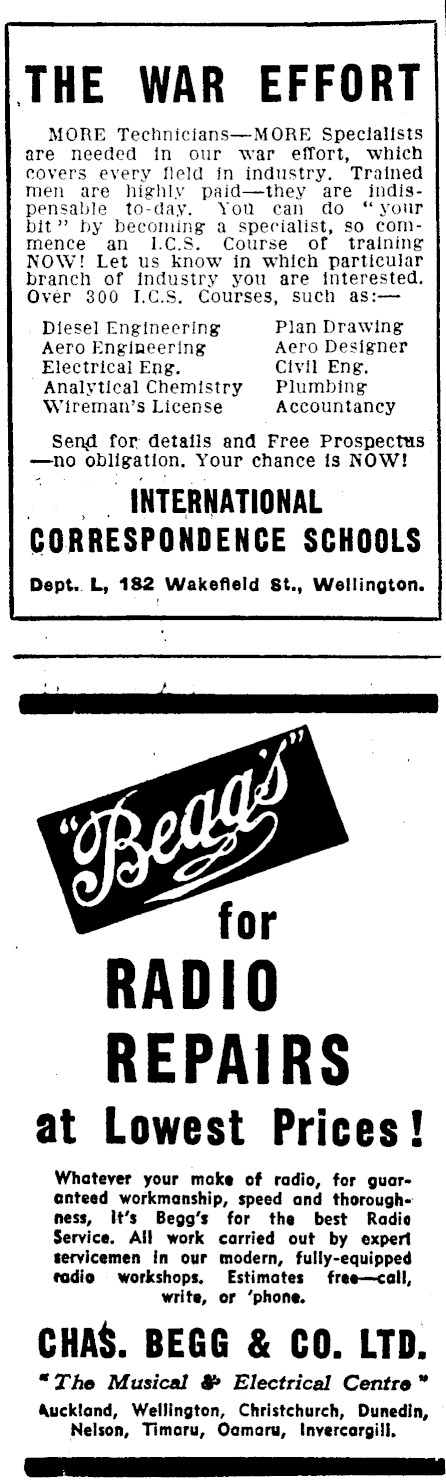 THE WAR EFFORT
MORE Technicians—MORE Specialists
are needed in our war effort, which
covers every field in industry. Trained
men are highly paid—they are indis-
pensable to-day. You can do "your
bit" by becoming a specialist, so com-
mence an I.C.S. Course of training
NOW! Let us know in which particular
branch of industry you are interested.
Over 300 I.C.S. Courses, such as:—
Diesel Engineering Plan Drawing
Aero Engineering Aero Designer
Electrical Eng. Civil Eng.
Analytical Chemistry Plumbing
Wireman's License Accountancy
Send for details and Free Prospectus
—no obligation. Your chance is NOW!
INTERNATIONAL
CORRESPONDENCE SCHOOLS
Dept. L, 182 Wakefield St., Wellington.
"Begg's"
for
RADIO
REPAIRS
at Lowest Prices!
Whatever your make of radio, for guar-
anteed workmanship, speed and thorough-
ness, it's Begg's for the best Radio
Service. All work carried out by expert
servicemen in our modern, fully-equipped
radio workshops. Estimates free—call,
write, or 'phone.
CHAS. BEGG & CO. LTD.
"The Musical & Electrical Centre"
Auckland, Wellington, Christchurch, Dunedin,
Nelson, Timaru, Oamaru, Invercargill.